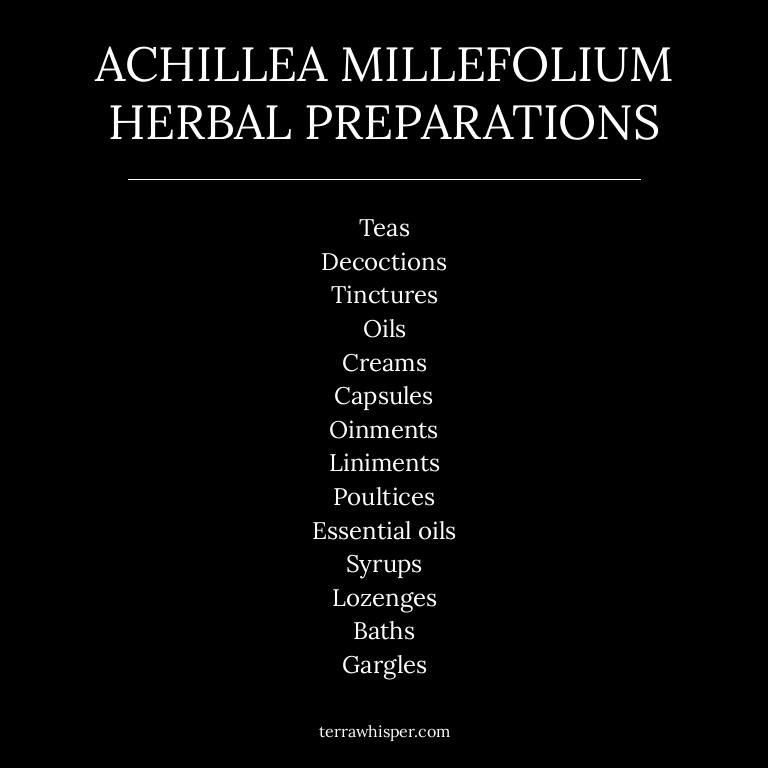 ACHILLEA MILLEFOLIUM
HERBAL PREPARATIONS
Teas
Decoctions
Tinctures
Oils
Creams
Capsules
Oinments
Liniments
Poultices
Essential oils
Syrups
Lozenges
Baths
Gargles
terrawhisper.com